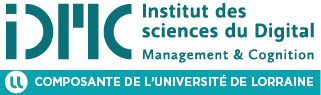 iDMC
Institut des
sciences du Digital
Management & Cognition
COMPOSANTE DE L'UNIVERSITÉ DE LORRAINE